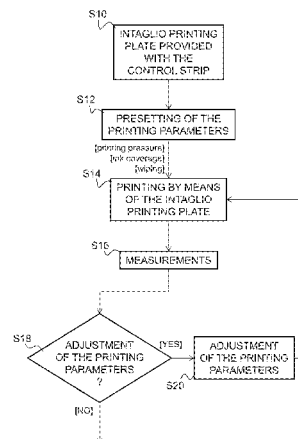 S10
INTAGLIO PRINTING
PLATE PROVIDED
WITH THE
CONTROL STRIP
S12
PRESETTING OF THE
PRINTING PARAMETERS
[printing pressure]
[ink coverage]
[wiping]
S14
PRINTING BY MEANS
OF THE INTAGLIO
PRINTING PLATE
S16
MEASUREMENTS
S18
ADJUSTMENT
OF THE PRINTING
PARAMETERS
?
[YES]
ADJUSTMENT
OF THE PRINTING
PARAMETERS
S20
[NO]